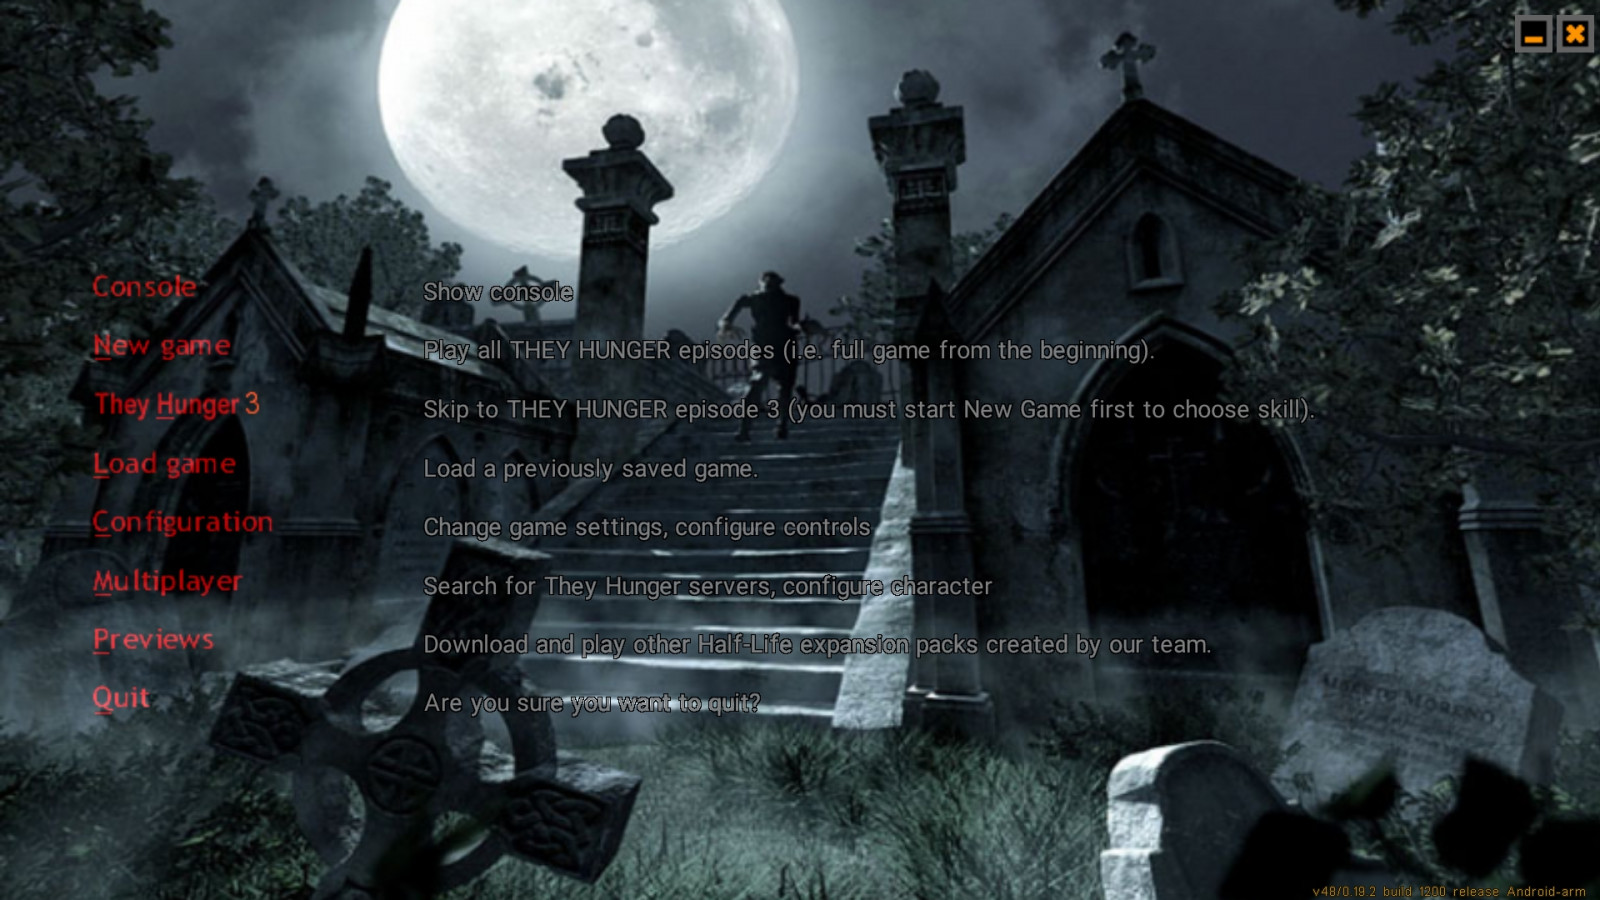 Console
Show console
New game
Play all THEY HUNGER episodes (i.e. full game from the beginning).
They Hunger 3
Skip to THEY HUNGER episode 3 (you must start New Game first to choose skill).
Load game
Load a previously saved game.
Configuration
Change game settings, configure controls
Multiplayer
Search for They Hunger servers, configure character
Previews
Download and play other Half-Life expansion packs created by our team.
Quit
Are you sure you want to quit?
v48/0.19.2 build 1200 release Android-arm